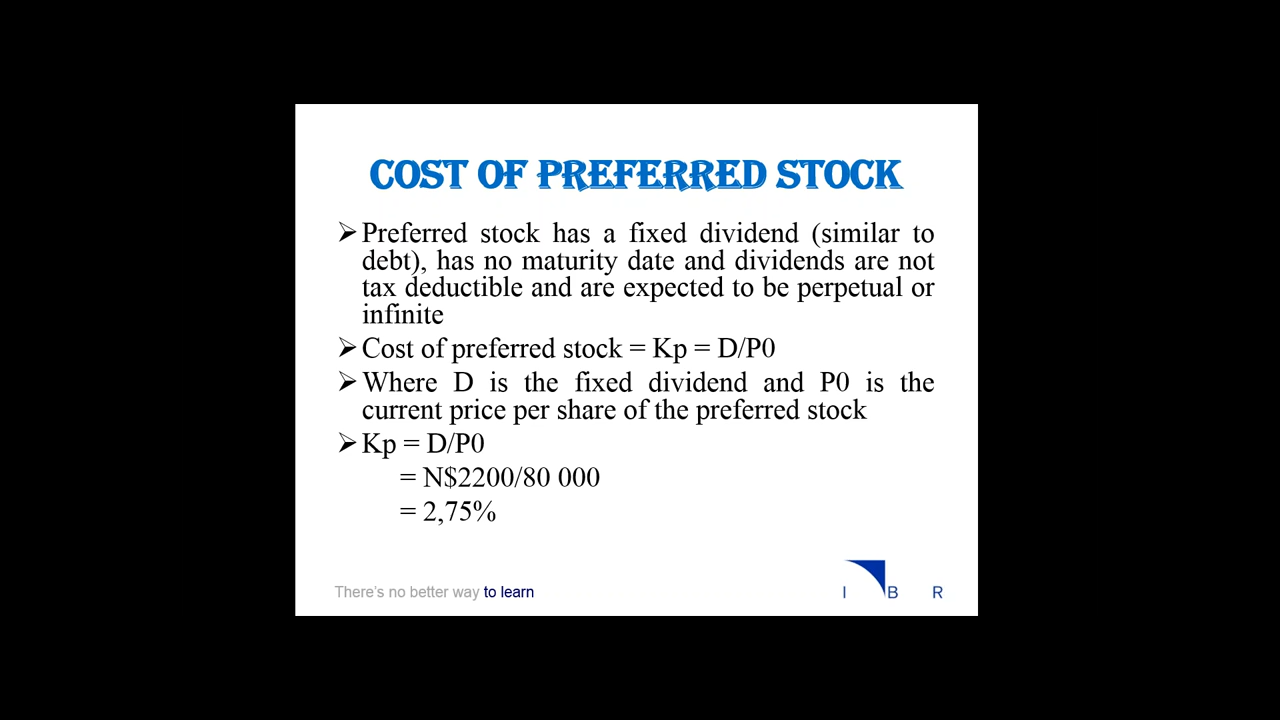 COST OF PREFERRED STOCK
➢ Preferred stock has a fixed dividend (similar to
debt), has no maturity date and dividends are not
tax deductible and are expected to be perpetual or
infinite
➢ Cost of preferred stock = Kp = D/P0
➢ Where D is the fixed dividend and P0 is the
current price per share of the preferred stock
➢ Kp = D/P0
= N$2200/80 000
= 2,75%
There's no better way to learn
I B R